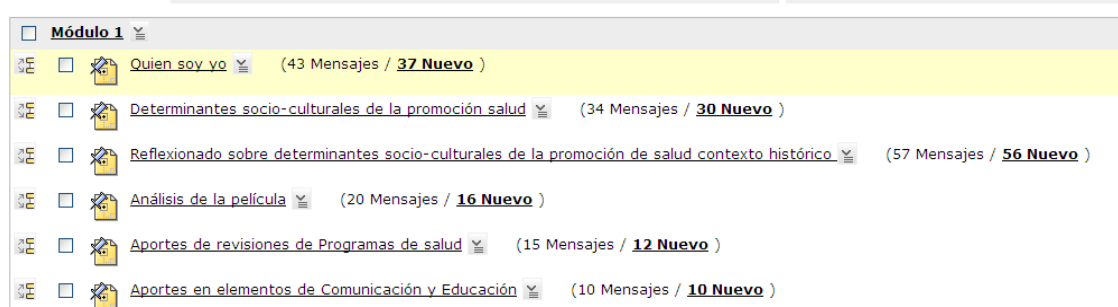 Módulo 1
Quien soy yo (43 Mensajes / 37 Nuevo )
Determinantes socio-culturales de la promoción salud (34 Mensajes / 30 Nuevo )
Reflexionado sobre determinantes socio-culturales de la promoción de salud contexto histórico (57 Mensajes / 56 Nuevo )
Análisis de la película (20 Mensajes / 16 Nuevo )
Aportes de revisiones de Programas de salud (15 Mensajes / 12 Nuevo )
Aportes en elementos de Comunicación y Educación (10 Mensajes / 10 Nuevo )